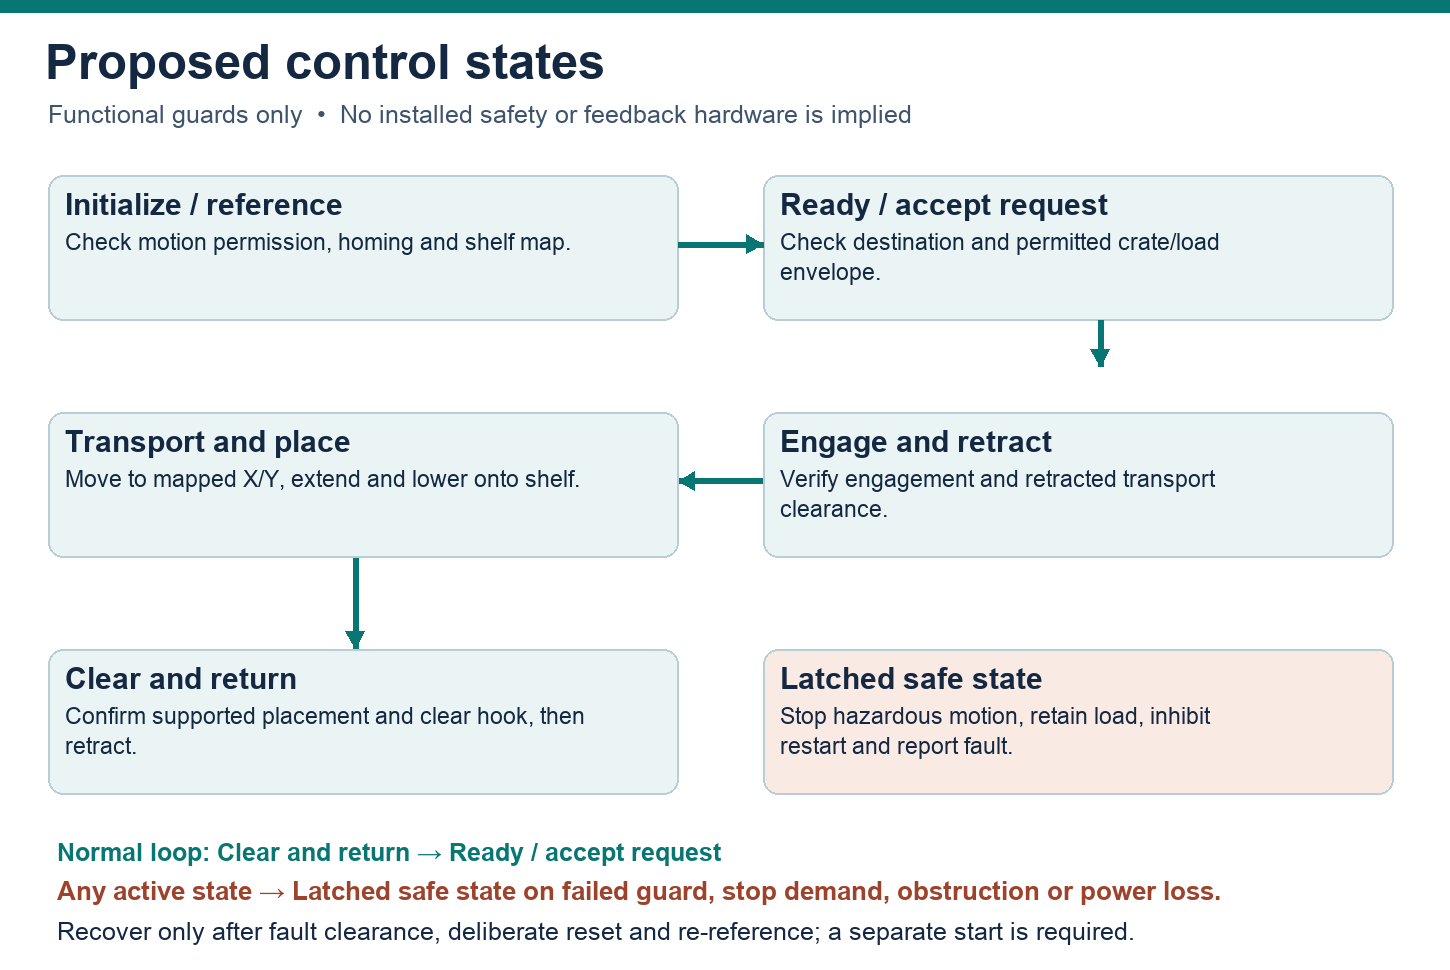 Proposed control states
Functional guards only • No installed safety or feedback hardware is implied
Initialize / reference
Check motion permission, homing and shelf map.
Ready / accept request
Check destination and permitted crate/load
envelope.
Transport and place
Move to mapped X/Y, extend and lower onto shelf.
Engage and retract
Verify engagement and retracted transport
clearance.
Clear and return
Confirm supported placement and clear hook, then
retract.
Latched safe state
Stop hazardous motion, retain load, inhibit
restart and report fault.
Normal loop: Clear and return → Ready / accept request
Any active state → Latched safe state on failed guard, stop demand, obstruction or power loss.
Recover only after fault clearance, deliberate reset and re-reference; a separate start is required.